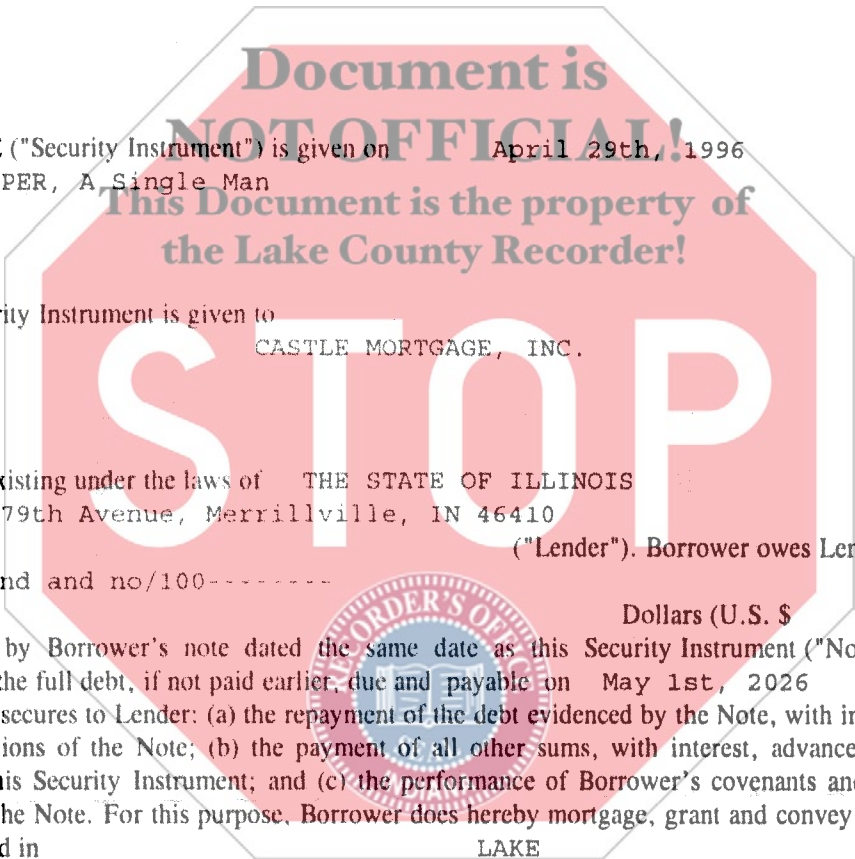 Document is
NOT OFFICIAL!
("Security Instrument") is given on April 29th, 1996
PER, A Single Man
This Document is the property of
the Lake County Recorder!
rity Instrument is given to
CASTLE MORTGAGE, INC.
STOP
xisting under the laws of THE STATE OF ILLINOIS
79th Avenue, Merrillville, IN 46410
("Lender"). Borrower owes Len
nd and no/100--------
Dollars (U.S. $
RECORDER'S OFFICE
by Borrower's note dated the same date as this Security Instrument ("No
the full debt, if not paid earlier, due and payable on May 1st, 2026
secures to Lender: (a) the repayment of the debt evidenced by the Note, with in
ions of the Note; (b) the payment of all other sums, with interest, advance
his Security Instrument; and (c) the performance of Borrower's covenants and
he Note. For this purpose, Borrower does hereby mortgage, grant and convey
d in LAKE